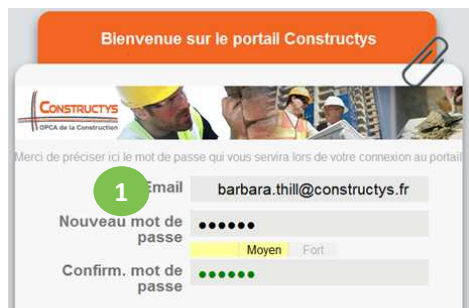 Bienvenue sur le portail Constructys
CONSTRUCTYS
OPCA de la Construction
Merci de préciser ici le mot de passe qui vous servira lors de votre connexion au portail
1
Email barbara.thill@constructys.fr
Nouveau mot de passe ••••••
Moyen Fort
Confirm. mot de passe ••••••